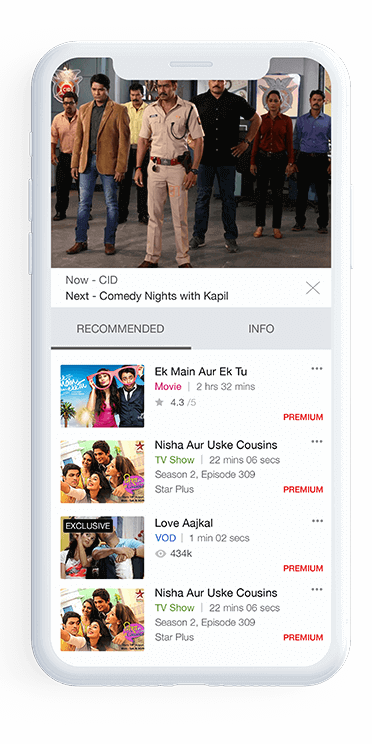 Now - CID
Next - Comedy Nights with Kapil
RECOMMENDED
INFO
Ek Main Aur Ek Tu
Movie | 2 hrs 32 mins
4.3 /5
PREMIUM
Nisha Aur Uske Cousins
TV Show | 22 mins 06 secs
Season 2, Episode 309
Star Plus
PREMIUM
EXCLUSIVE
Love Aajkal
VOD | 1 min 02 secs
434k
PREMIUM
Nisha Aur Uske Cousins
TV Show | 22 mins 06 secs
Season 2, Episode 309
Star Plus
PREMIUM